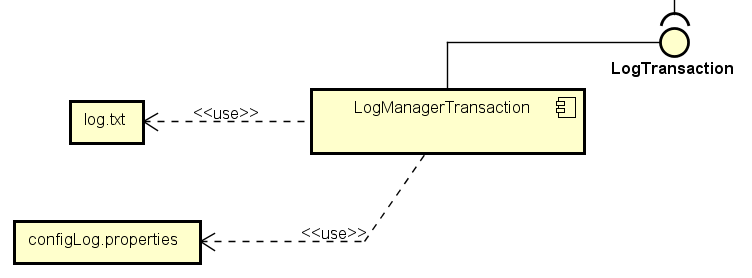 LogTransaction
LogManagerTransaction
log.txt
<<use>>
<<use>>
configLog.properties